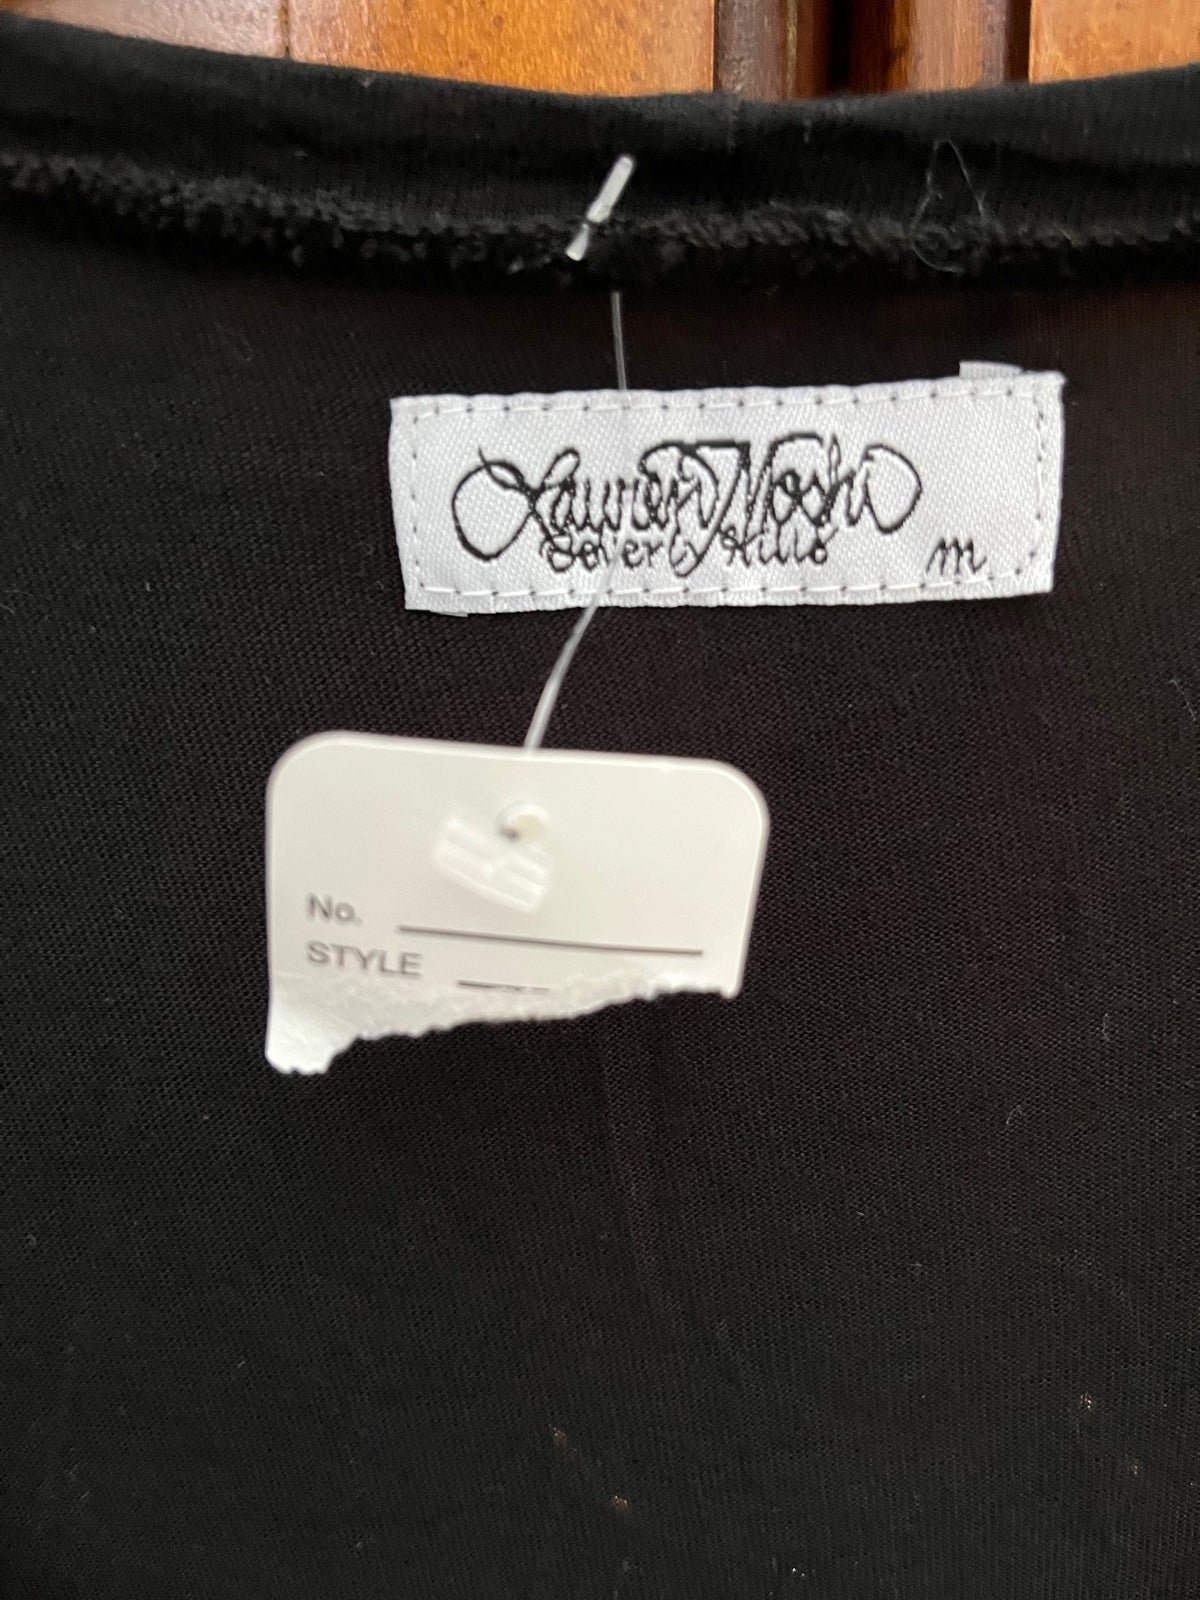 Lauren Moshi
Beverly Hills
m
No.
STYLE